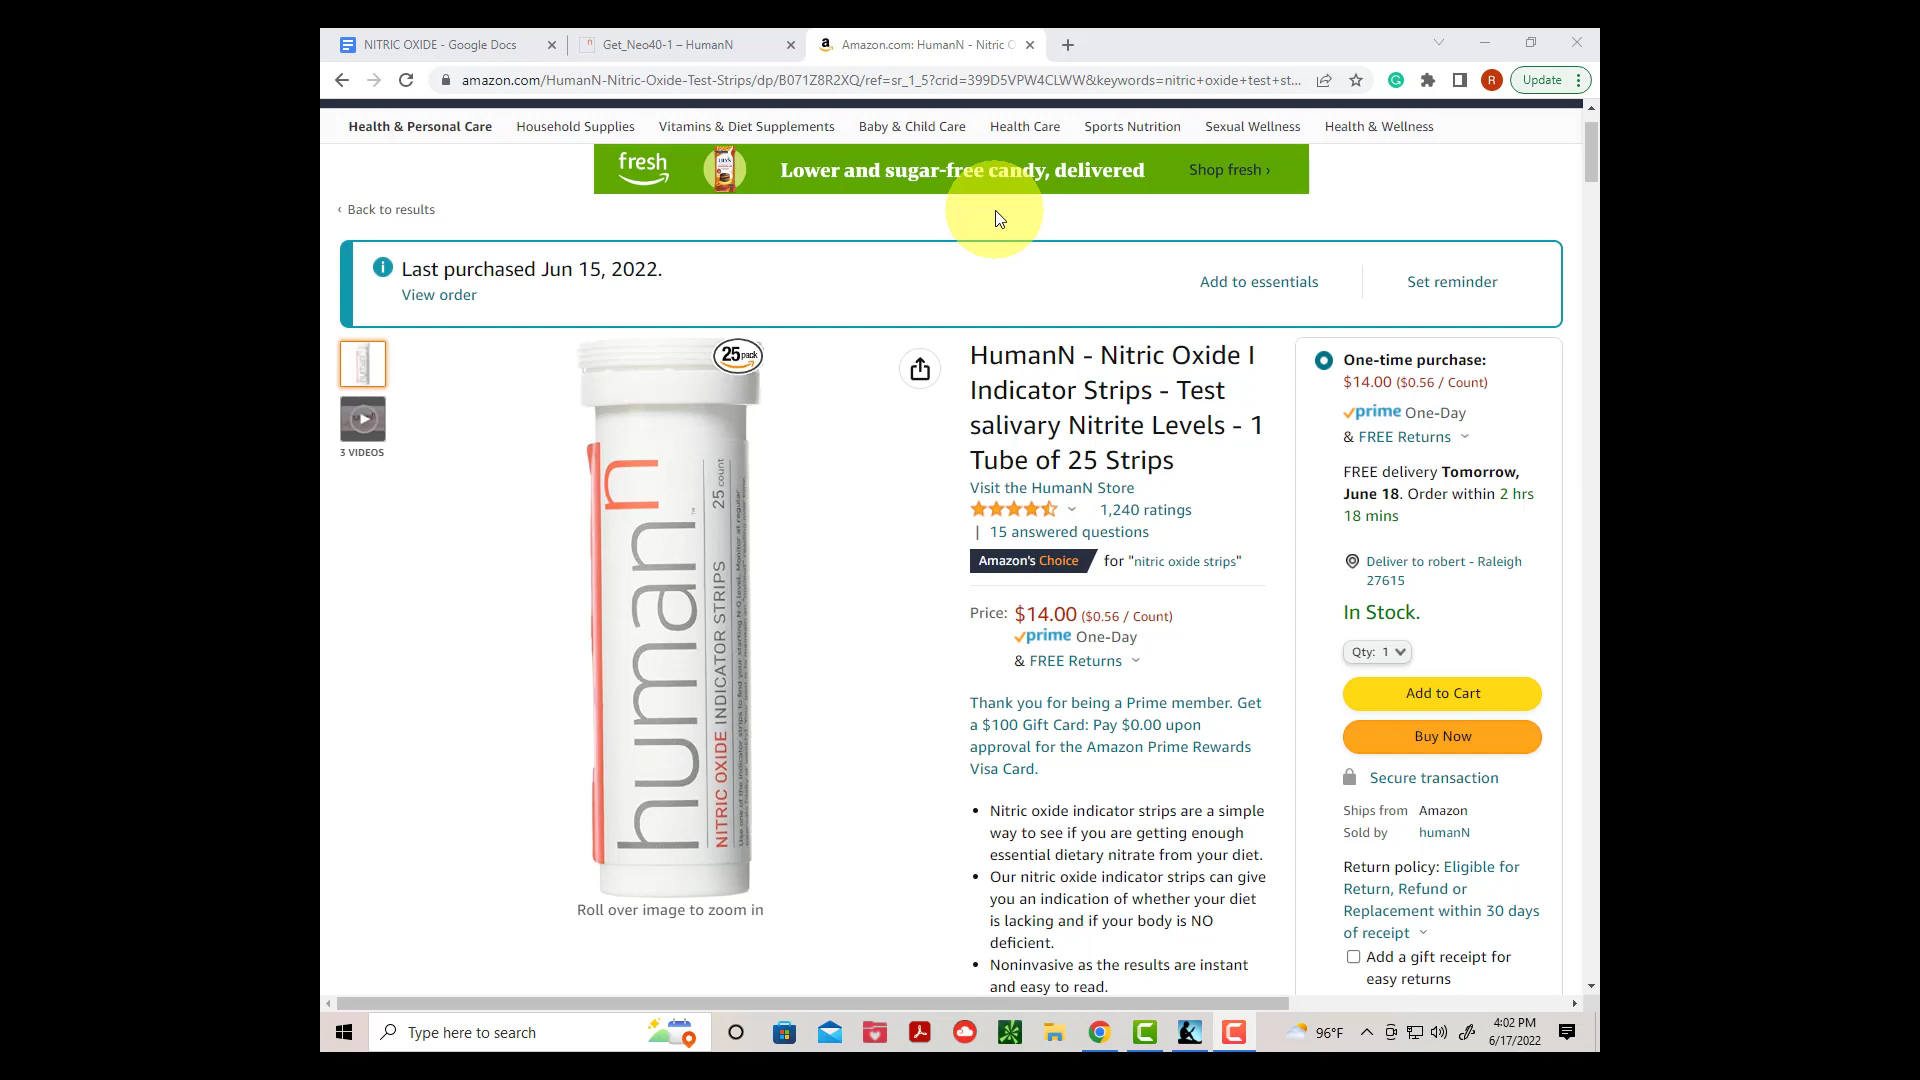 NITRIC OXIDE - Google Docs
Get_Neo40-1 – HumanN
Amazon.com: HumanN - Nitric O
amazon.com/HumanN-Nitric-Oxide-Test-Strips/dp/B071Z8R2XQ/ref=sr_1_5?crid=399D5VPW4CLWW&keywords=nitric+oxide+test+st...
R
Update
Health & Personal Care
Household Supplies
Vitamins & Diet Supplements
Baby & Child Care
Health Care
Sports Nutrition
Sexual Wellness
Health & Wellness
fresh
Lower and sugar-free candy, delivered
Shop fresh ›
‹ Back to results
Last purchased Jun 15, 2022.
View order
Add to essentials
Set reminder
3 VIDEOS
25 pack
humann
NITRIC OXIDE INDICATOR STRIPS
25 count
Roll over image to zoom in
HumanN - Nitric Oxide I
Indicator Strips - Test
salivary Nitrite Levels - 1
Tube of 25 Strips
Visit the HumanN Store
1,240 ratings
| 15 answered questions
Amazon's Choice for "nitric oxide strips"
Price: $14.00 ($0.56 / Count)
prime One-Day
& FREE Returns
Thank you for being a Prime member. Get
a $100 Gift Card: Pay $0.00 upon
approval for the Amazon Prime Rewards
Visa Card.
• Nitric oxide indicator strips are a simple
way to see if you are getting enough
essential dietary nitrate from your diet.
• Our nitric oxide indicator strips can give
you an indication of whether your diet
is lacking and if your body is NO
deficient.
• Noninvasive as the results are instant
and easy to read.
One-time purchase:
$14.00 ($0.56 / Count)
prime One-Day
& FREE Returns
FREE delivery Tomorrow,
June 18. Order within 2 hrs
18 mins
Deliver to robert - Raleigh
27615
In Stock.
Qty: 1
Add to Cart
Buy Now
Secure transaction
Ships from Amazon
Sold by humanN
Return policy: Eligible for
Return, Refund or
Replacement within 30 days
of receipt
Add a gift receipt for
easy returns
Type here to search
96°F
4:02 PM
6/17/2022